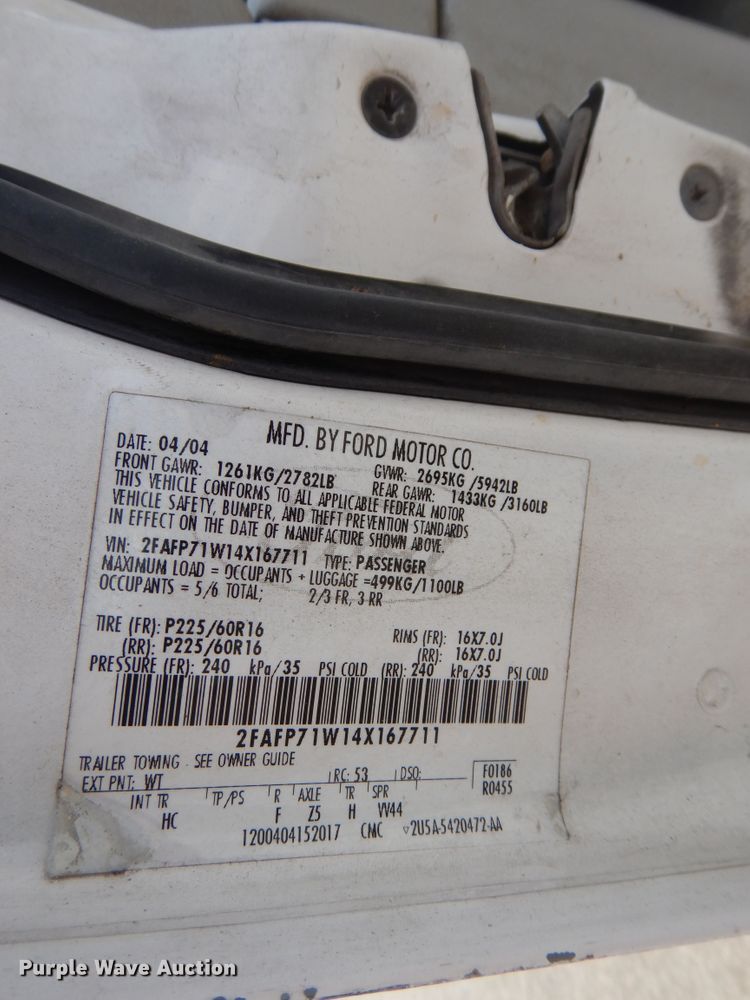 MFD. BY FORD MOTOR CO.
DATE: 04/04
GVWR: 2695KG /5942LB
FRONT GAWR: 1261KG/2782LB
REAR GAWR: 1433KG /3160LB
THIS VEHICLE CONFORMS TO ALL APPLICABLE FEDERAL MOTOR
VEHICLE SAFETY, BUMPER, AND THEFT PREVENTION STANDARDS
IN EFFECT ON THE DATE OF MANUFACTURE SHOWN ABOVE.
VIN: 2FAFP71W14X167711 TYPE: PASSENGER
MAXIMUM LOAD = OCCUPANTS + LUGGAGE =499KG/1100LB
OCCUPANTS = 5/6 TOTAL; 2/3 FR, 3 RR
TIRE (FR): P225/60R16 RIMS (FR): 16X7.0J
(RR): P225/60R16 (RR): 16X7.0J
PRESSURE (FR): 240 kPa/35 PSI COLD (RR): 240 kPa/35 PSI COLD
2FAFP71W14X167711
TRAILER TOWING - SEE OWNER GUIDE
EXT PNT: WT RC: 53 DSO: F0186
R0455
INT TR TP/PS R AXLE TR SPR
HC F Z5 H VV44
1200404152017 CMC ▽2U5A-5420472-AA
Purple Wave Auction